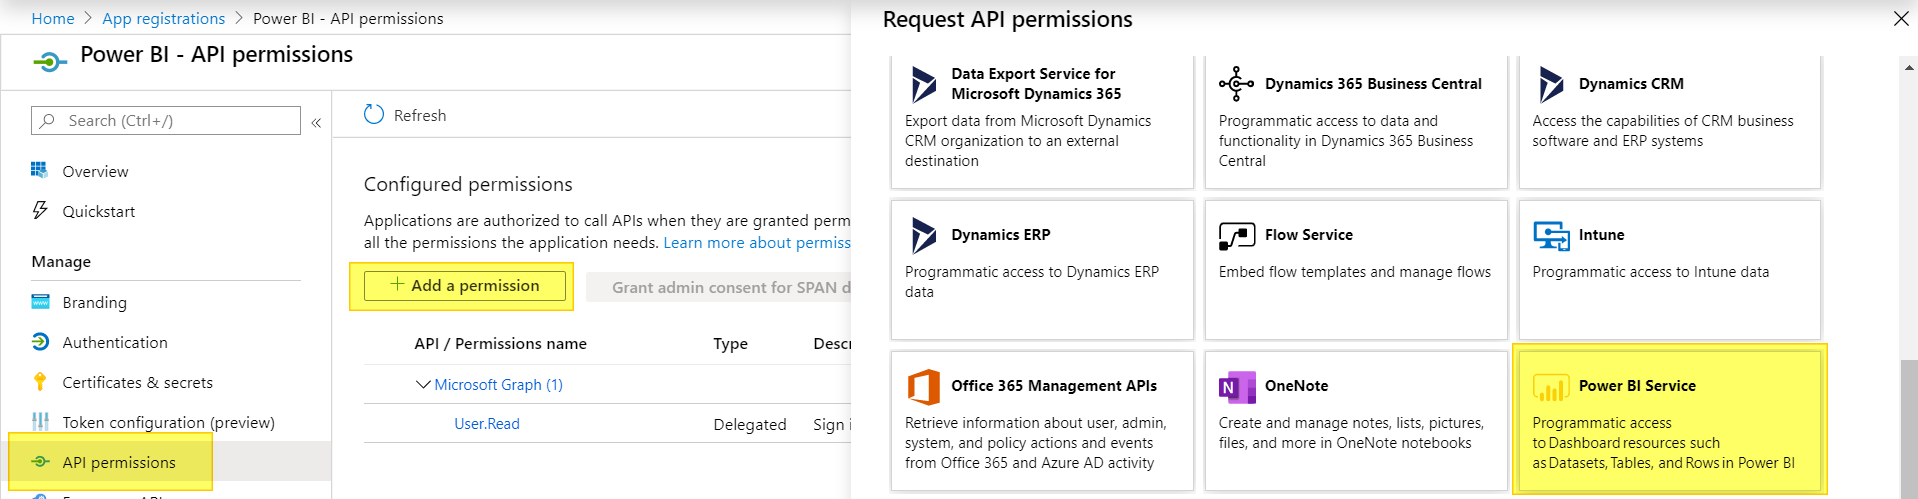 Home > App registrations > Power BI - API permissions
Power BI - API permissions
Search (Ctrl+/)
«
Overview
Quickstart
Manage
Branding
Authentication
Certificates & secrets
Token configuration (preview)
API permissions
Refresh
Configured permissions
Applications are authorized to call APIs when they are granted perm
all the permissions the application needs. Learn more about permiss
+ Add a permission
Grant admin consent for SPAN d
API / Permissions name Type Descr
Microsoft Graph (1)
User.Read Delegated Sign i
Request API permissions
Data Export Service for
Microsoft Dynamics 365
Export data from Microsoft Dynamics
CRM organization to an external
destination
Dynamics 365 Business Central
Programmatic access to data and
functionality in Dynamics 365 Business
Central
Dynamics CRM
Access the capabilities of CRM business
software and ERP systems
Dynamics ERP
Programmatic access to Dynamics ERP
data
Flow Service
Embed flow templates and manage flows
Intune
Programmatic access to Intune data
Office 365 Management APIs
Retrieve information about user, admin,
system, and policy actions and events
from Office 365 and Azure AD activity
N
OneNote
Create and manage notes, lists, pictures,
files, and more in OneNote notebooks
Power BI Service
Programmatic access
to Dashboard resources such
as Datasets, Tables, and Rows in Power BI